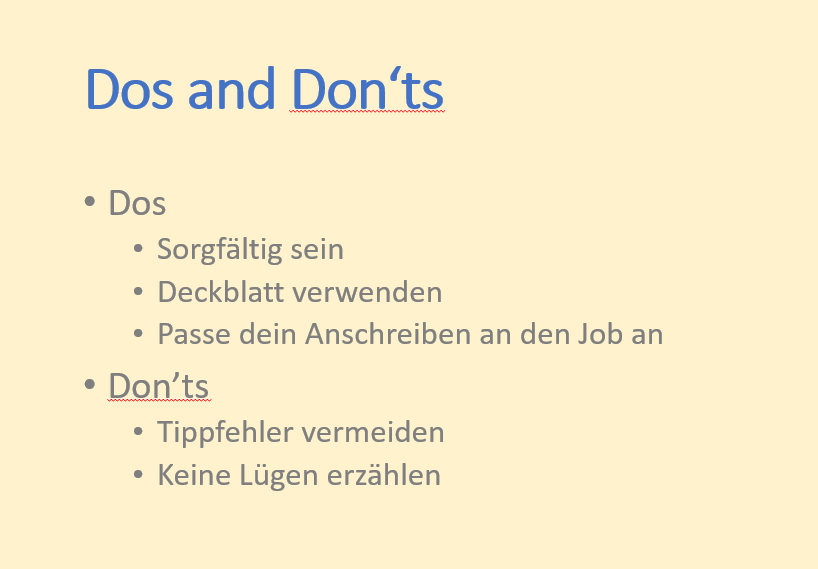 Dos and Don‘ts
• Dos
• Sorgfältig sein
• Deckblatt verwenden
• Passe dein Anschreiben an den Job an
• Don’ts
• Tippfehler vermeiden
• Keine Lügen erzählen